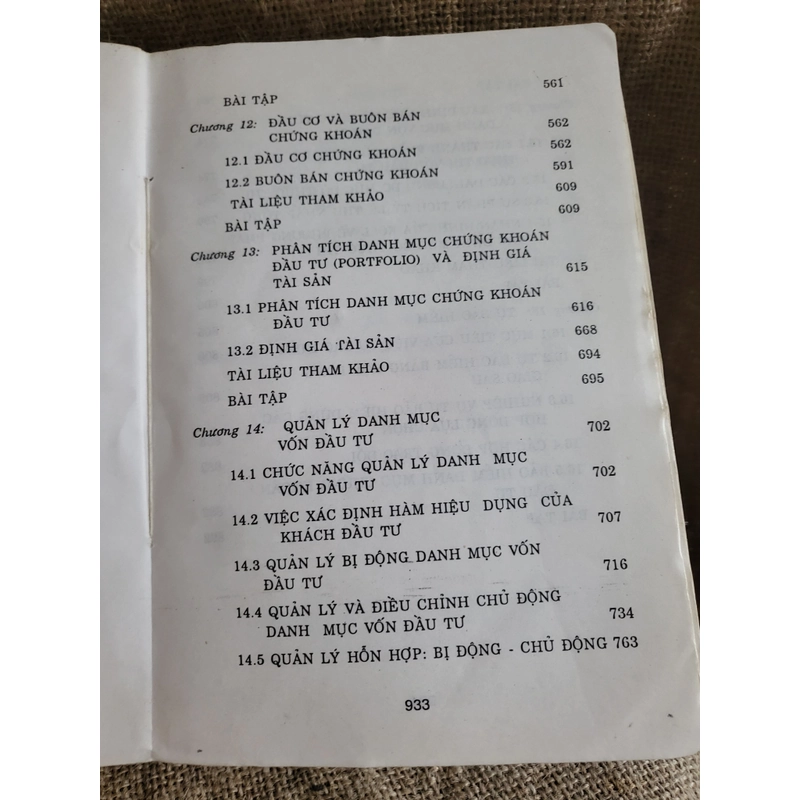 BÀI TẬP 561
Chương 12: ĐẦU CƠ VÀ BUÔN BÁN
CHỨNG KHOÁN 562
12.1 ĐẦU CƠ CHỨNG KHOÁN 562
12.2 BUÔN BÁN CHỨNG KHOÁN 591
TÀI LIỆU THAM KHẢO 609
BÀI TẬP 609
Chương 13: PHÂN TÍCH DANH MỤC CHỨNG KHOÁN
ĐẦU TƯ (PORTFOLIO) VÀ ĐỊNH GIÁ
TÀI SẢN 615
13.1 PHÂN TÍCH DANH MỤC CHỨNG KHOÁN
ĐẦU TƯ 616
13.2 ĐỊNH GIÁ TÀI SẢN 668
TÀI LIỆU THAM KHẢO 694
BÀI TẬP 695
Chương 14: QUẢN LÝ DANH MỤC
VỐN ĐẦU TƯ 702
14.1 CHỨC NĂNG QUẢN LÝ DANH MỤC
VỐN ĐẦU TƯ 702
14.2 VIỆC XÁC ĐỊNH HÀM HIỆU DỤNG CỦA
KHÁCH ĐẦU TƯ 707
14.3 QUẢN LÝ BỊ ĐỘNG DANH MỤC VỐN
ĐẦU TƯ 716
14.4 QUẢN LÝ VÀ ĐIỀU CHỈNH CHỦ ĐỘNG
DANH MỤC VỐN ĐẦU TƯ 734
14.5 QUẢN LÝ HỖN HỢP: BỊ ĐỘNG - CHỦ ĐỘNG 763
933